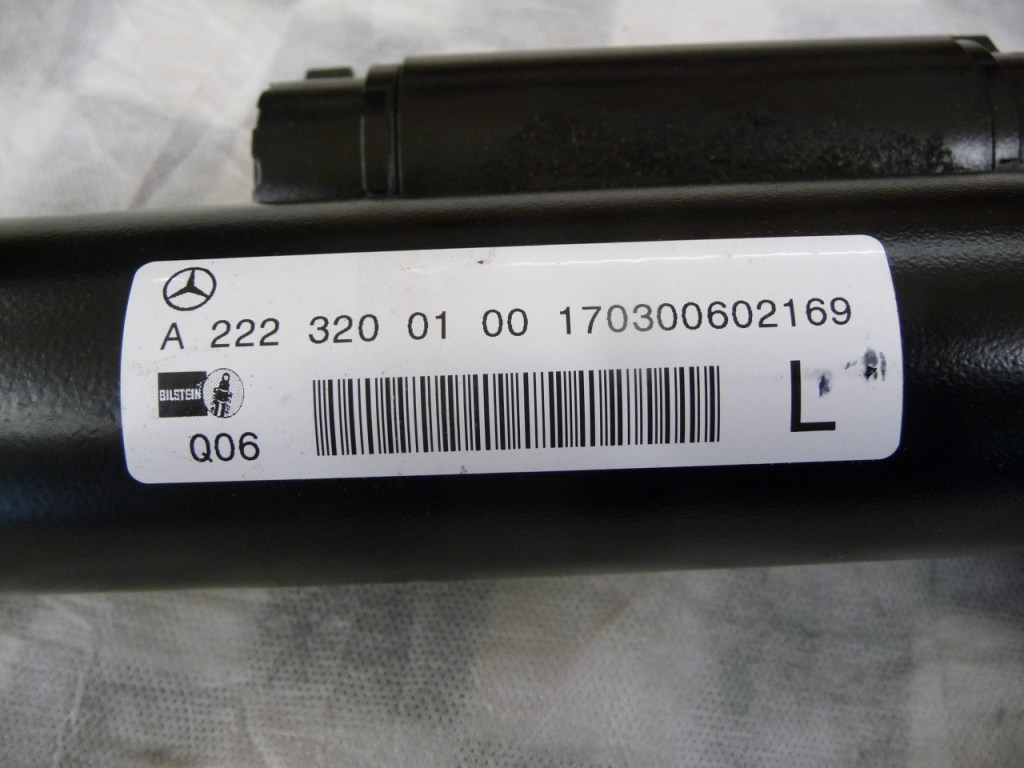 A 222 320 01 00 170300602169
BILSTEIN
Q06
L